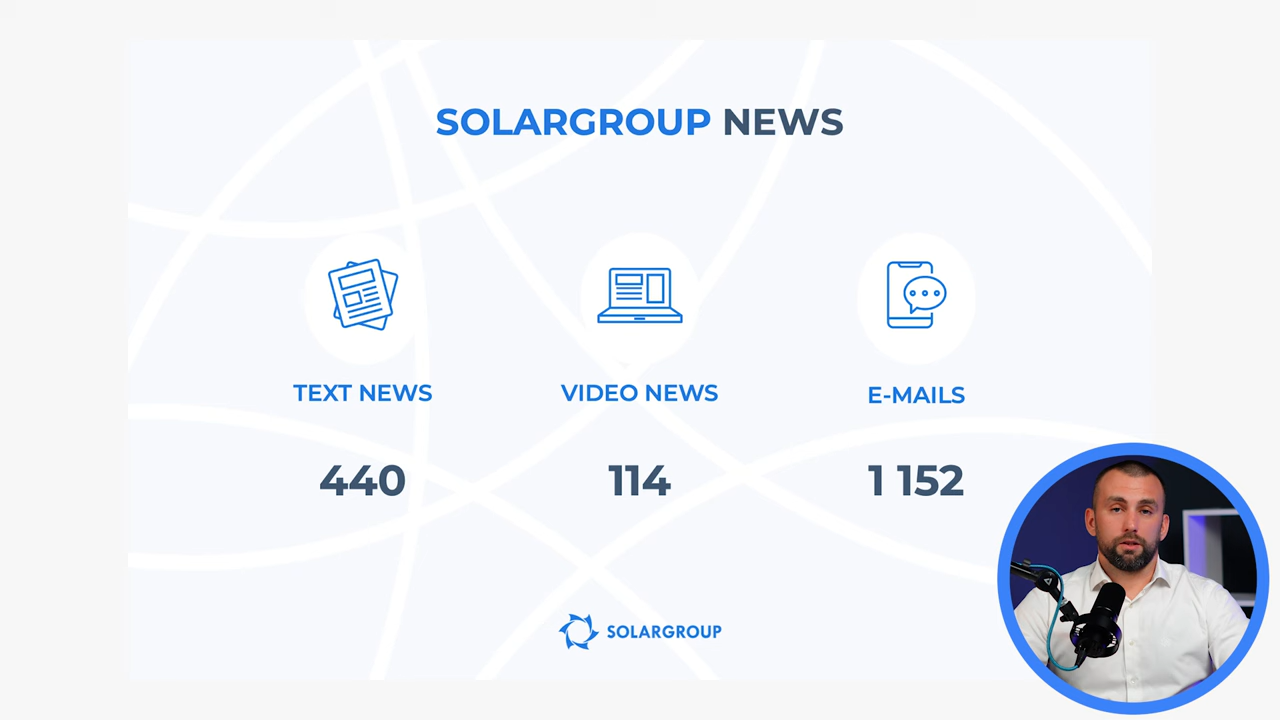 SOLARGROUP NEWS
TEXT NEWS
VIDEO NEWS
E-MAILS
440
114
1 152
SOLARGROUP